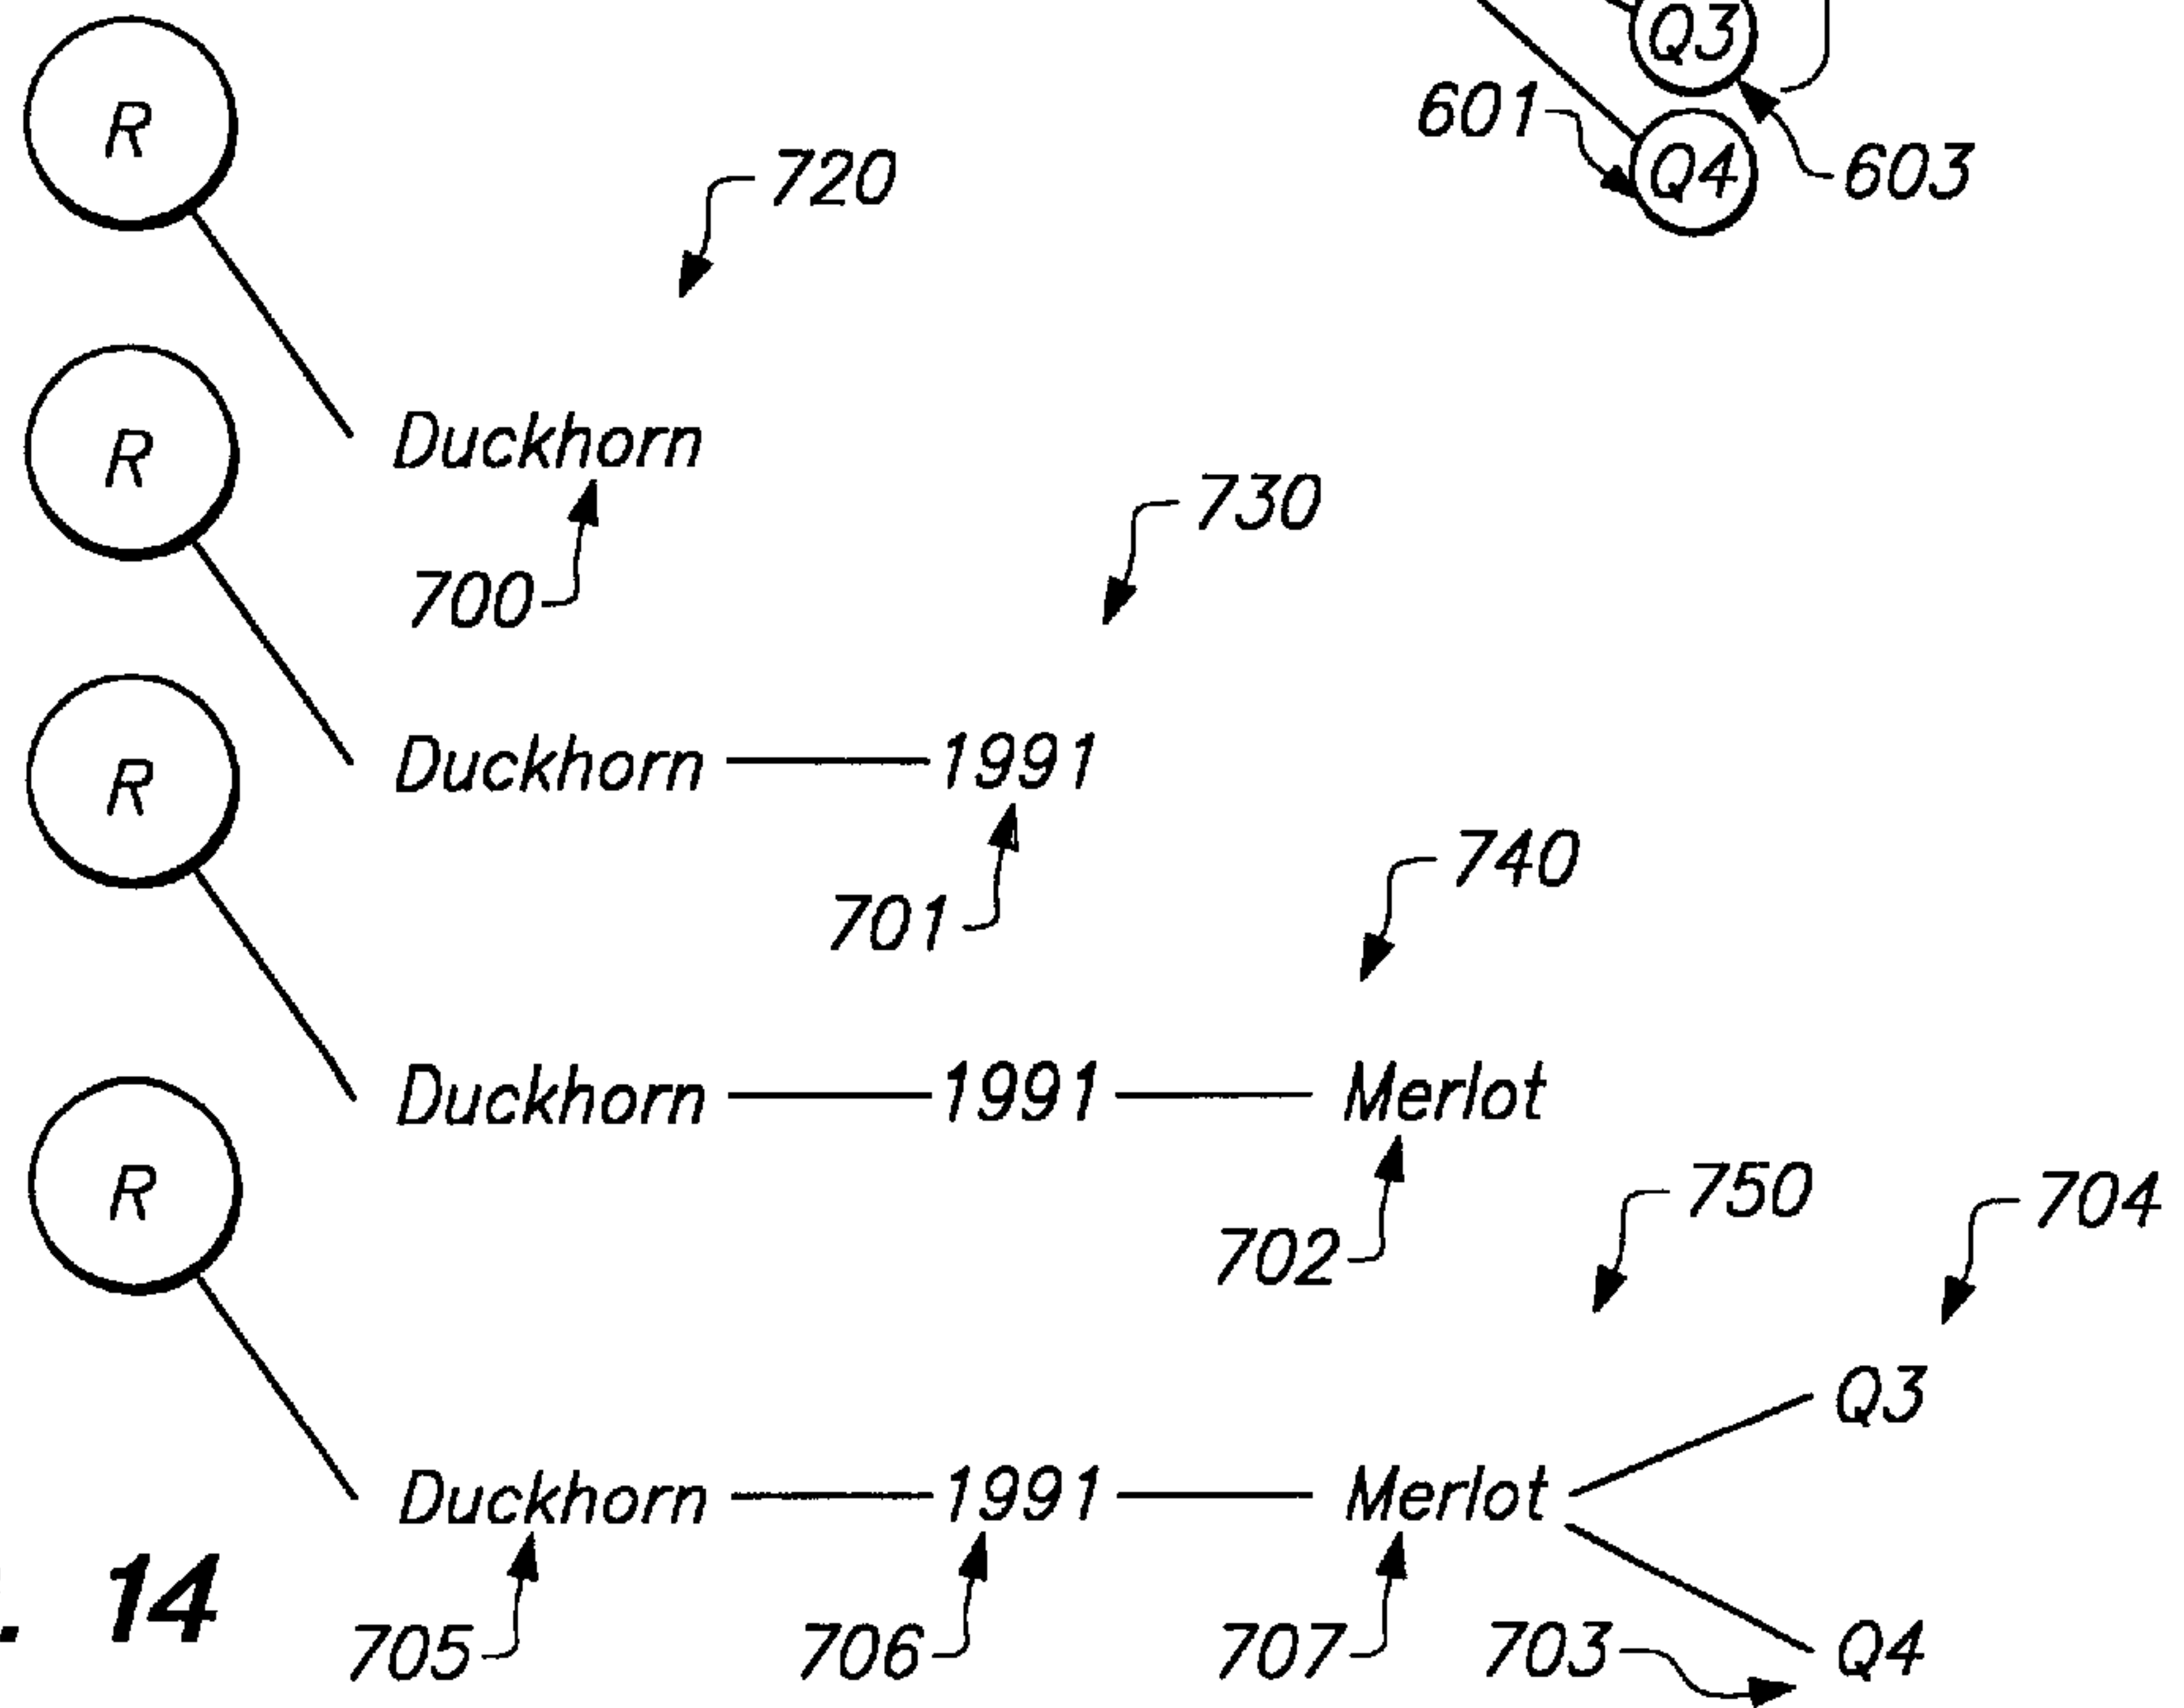 Q3
R
601
720
Q4
603
Duckhorn
R
730
700
Duckhorn 1991
R
740
701
Duckhorn 1991 Merlot
R
750 704
702
Q3
Duckhorn 1991 Merlot
. 14
705 706 707 703 Q4